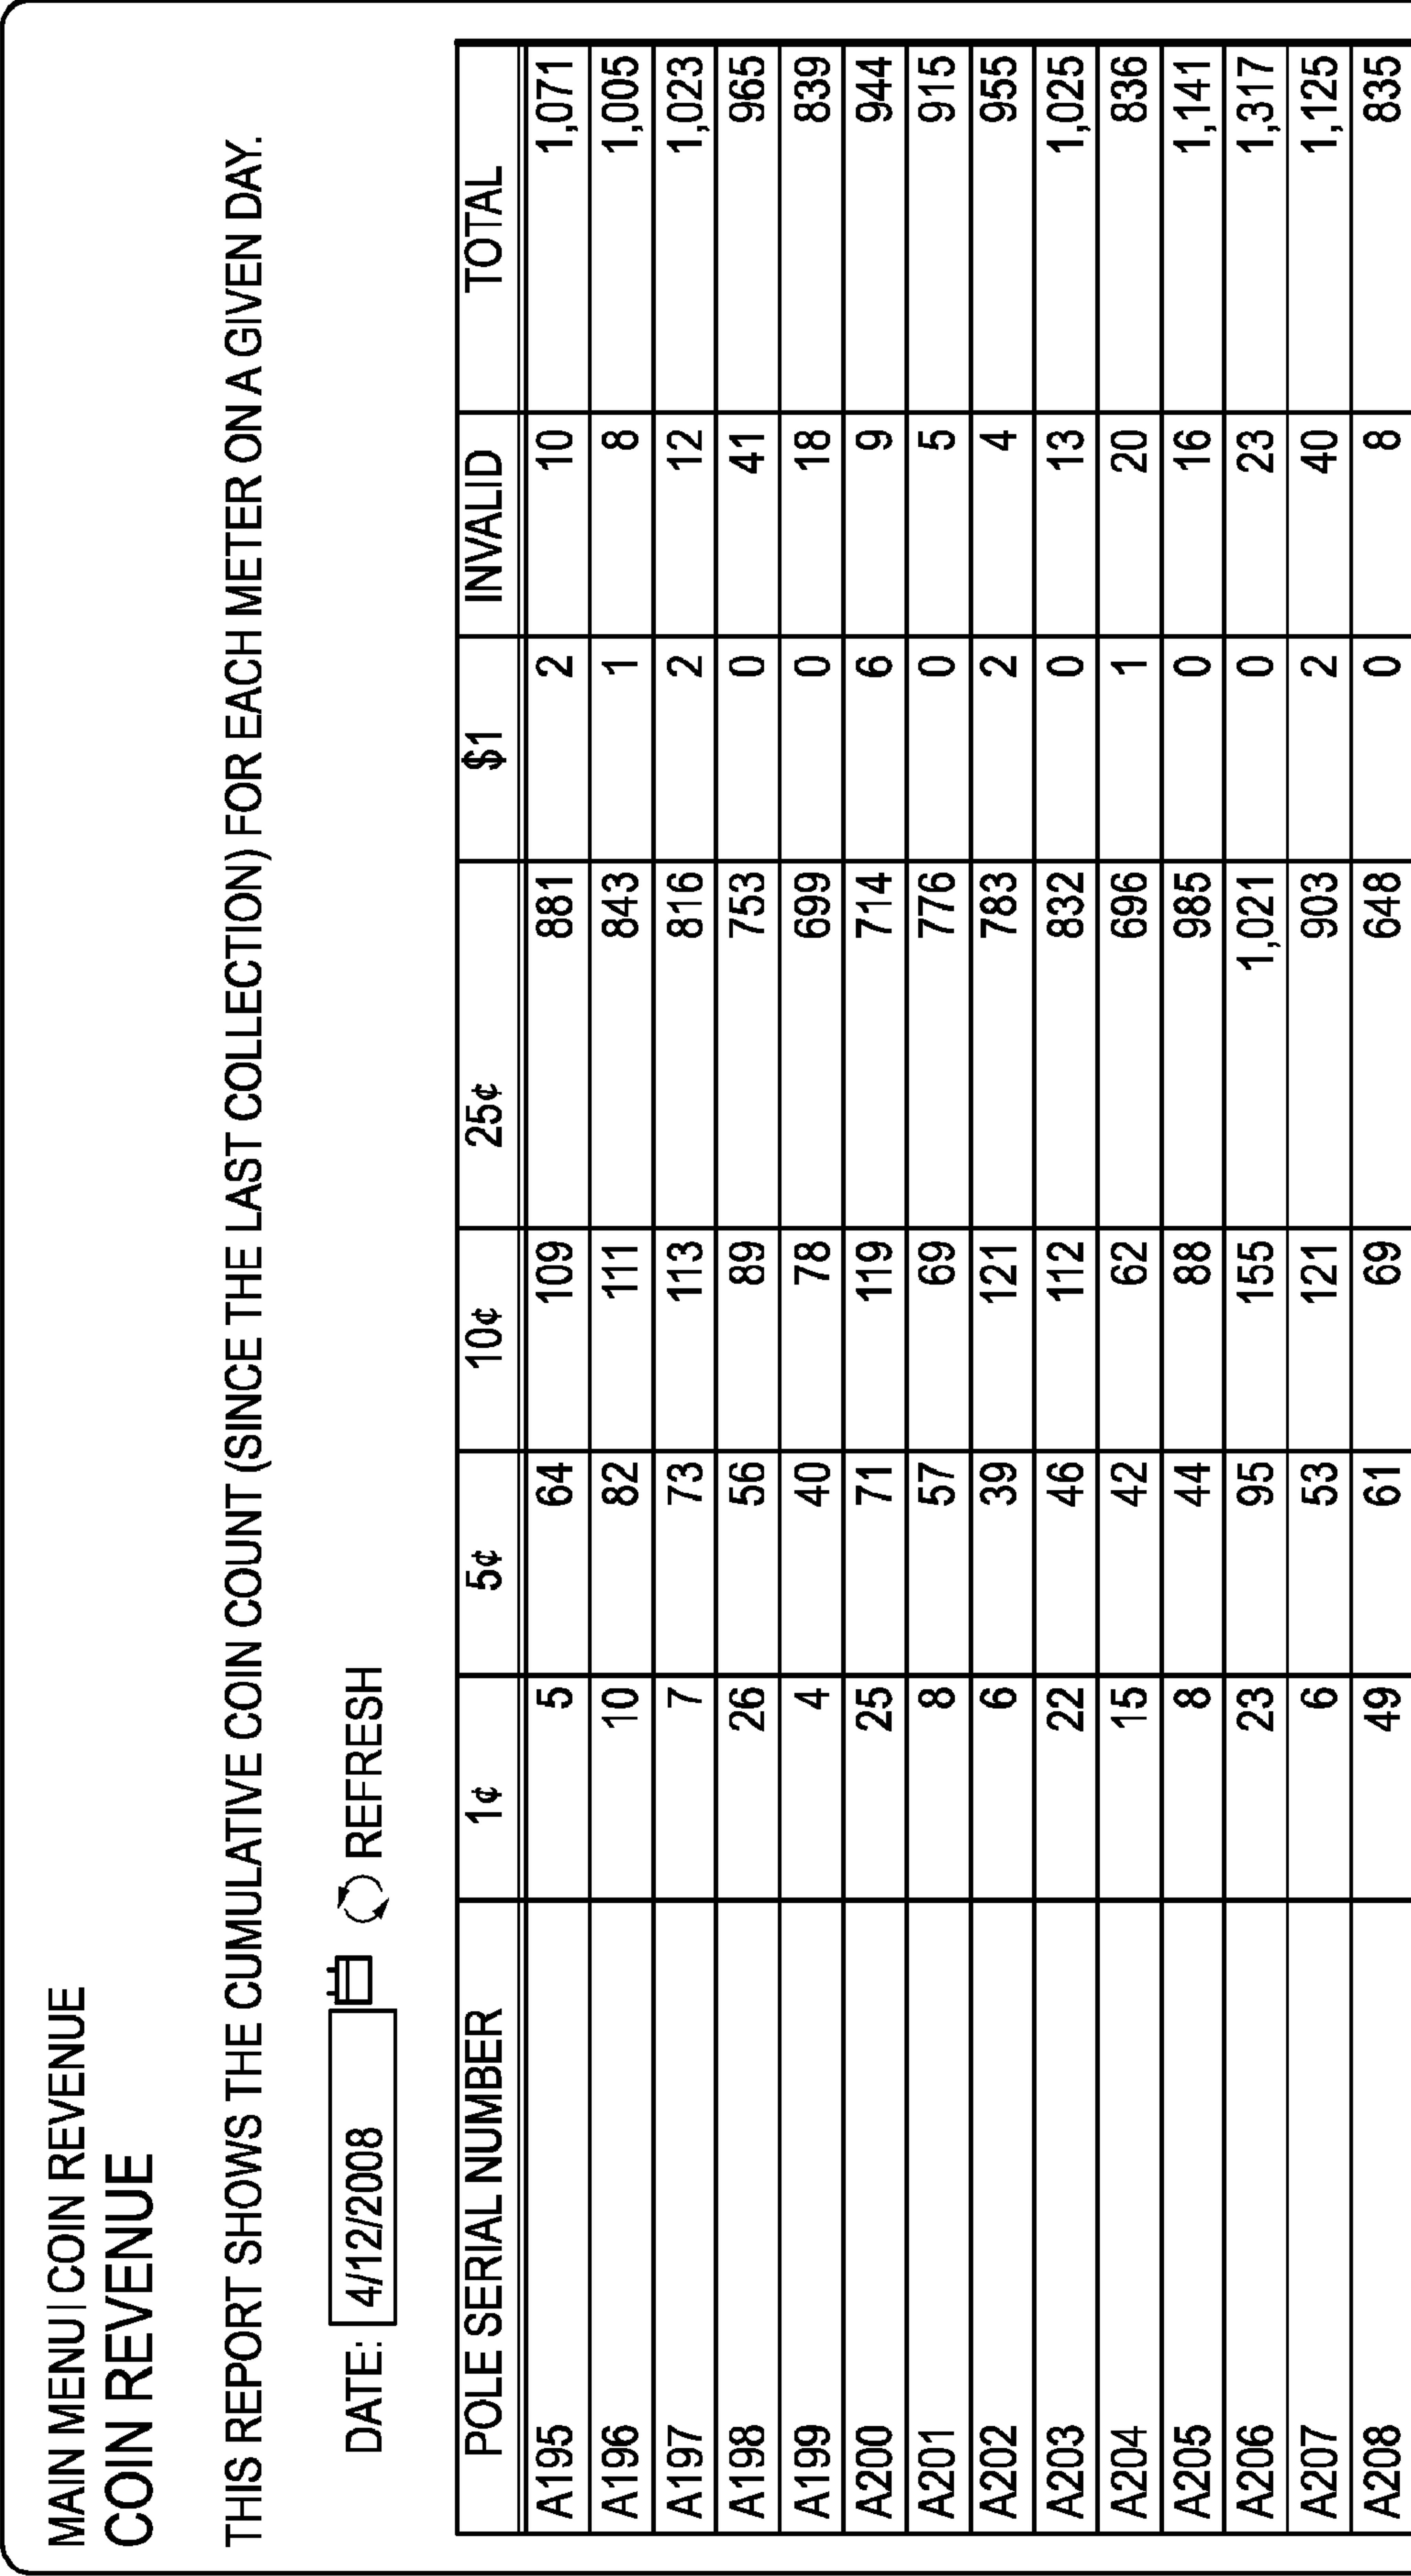 MAIN MENU | COIN REVENUE
COIN REVENUE
THIS REPORT SHOWS THE CUMULATIVE COIN COUNT (SINCE THE LAST COLLECTION) FOR EACH METER ON A GIVEN DAY.
DATE: 4/12/2008 REFRESH
POLE SERIAL NUMBER 1¢ 5¢ 10¢ 25¢ $1 INVALID TOTAL
A195 5 64 109 881 2 10 1,071
A196 10 82 111 843 1 8 1,005
A197 7 73 113 816 2 12 1,023
A198 26 56 89 753 0 41 965
A199 4 40 78 699 0 18 839
A200 25 71 119 714 6 9 944
A201 8 57 69 776 0 5 915
A202 6 39 121 783 2 4 955
A203 22 46 112 832 0 13 1,025
A204 15 42 62 696 1 20 836
A205 8 44 88 985 0 16 1,141
A206 23 95 155 1,021 0 23 1,317
A207 6 53 121 903 2 40 1,125
A208 49 61 69 648 0 8 835